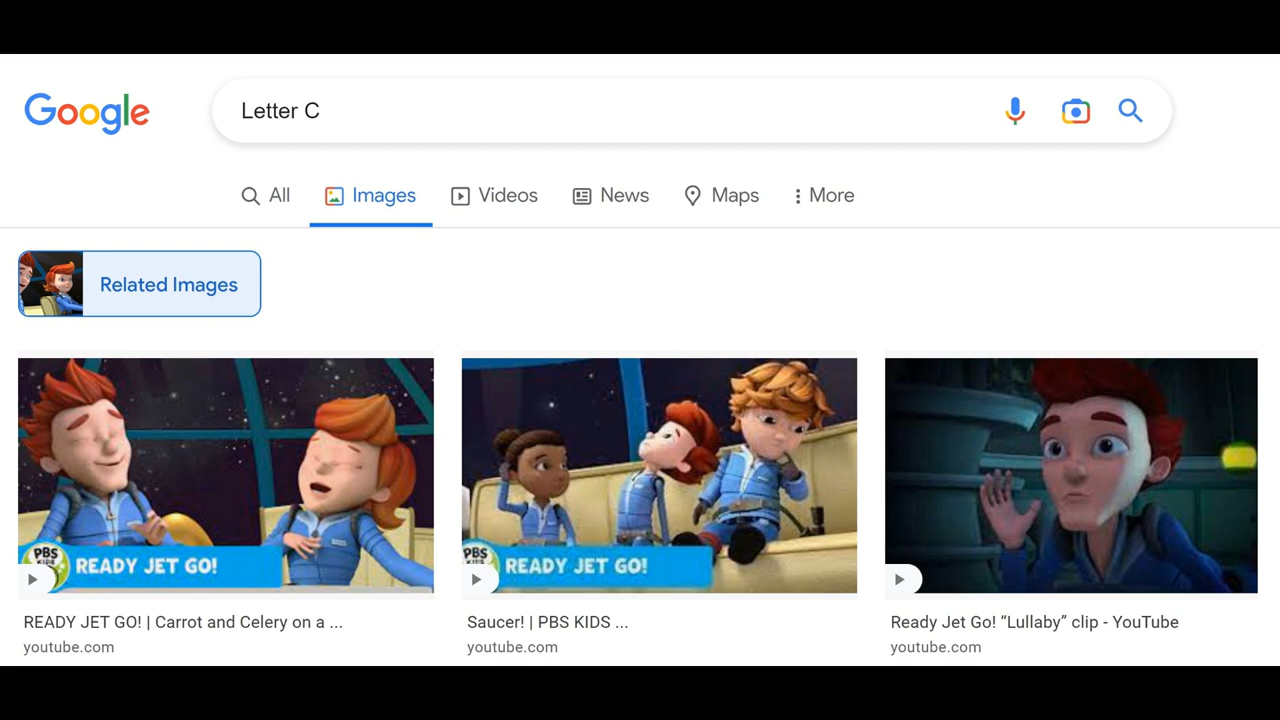 Google
Letter C
All Images Videos News Maps More
Related Images
PBS KIDS READY JET GO!
PBS KIDS READY JET GO!
READY JET GO! | Carrot and Celery on a ...
youtube.com
Saucer! | PBS KIDS ...
youtube.com
Ready Jet Go! “Lullaby” clip - YouTube
youtube.com